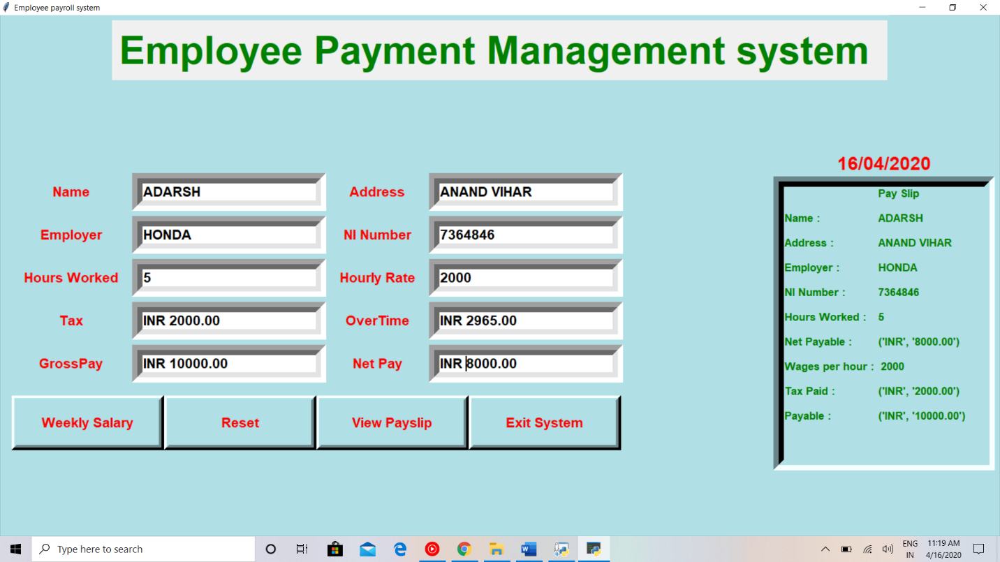 Employee payroll system
Employee Payment Management system
16/04/2020
Name ADARSH Address ANAND VIHAR
Employer HONDA NI Number 7364846
Hours Worked 5 Hourly Rate 2000
Tax INR 2000.00 OverTime INR 2965.00
GrossPay INR 10000.00 Net Pay INR 8000.00
Weekly Salary Reset View Payslip Exit System
Pay Slip
Name : ADARSH
Address : ANAND VIHAR
Employer : HONDA
NI Number : 7364846
Hours Worked : 5
Net Payable : ('INR', '8000.00')
Wages per hour : 2000
Tax Paid : ('INR', '2000.00')
Payable : ('INR', '10000.00')
Type here to search
ENG
IN
11:19 AM
4/16/2020